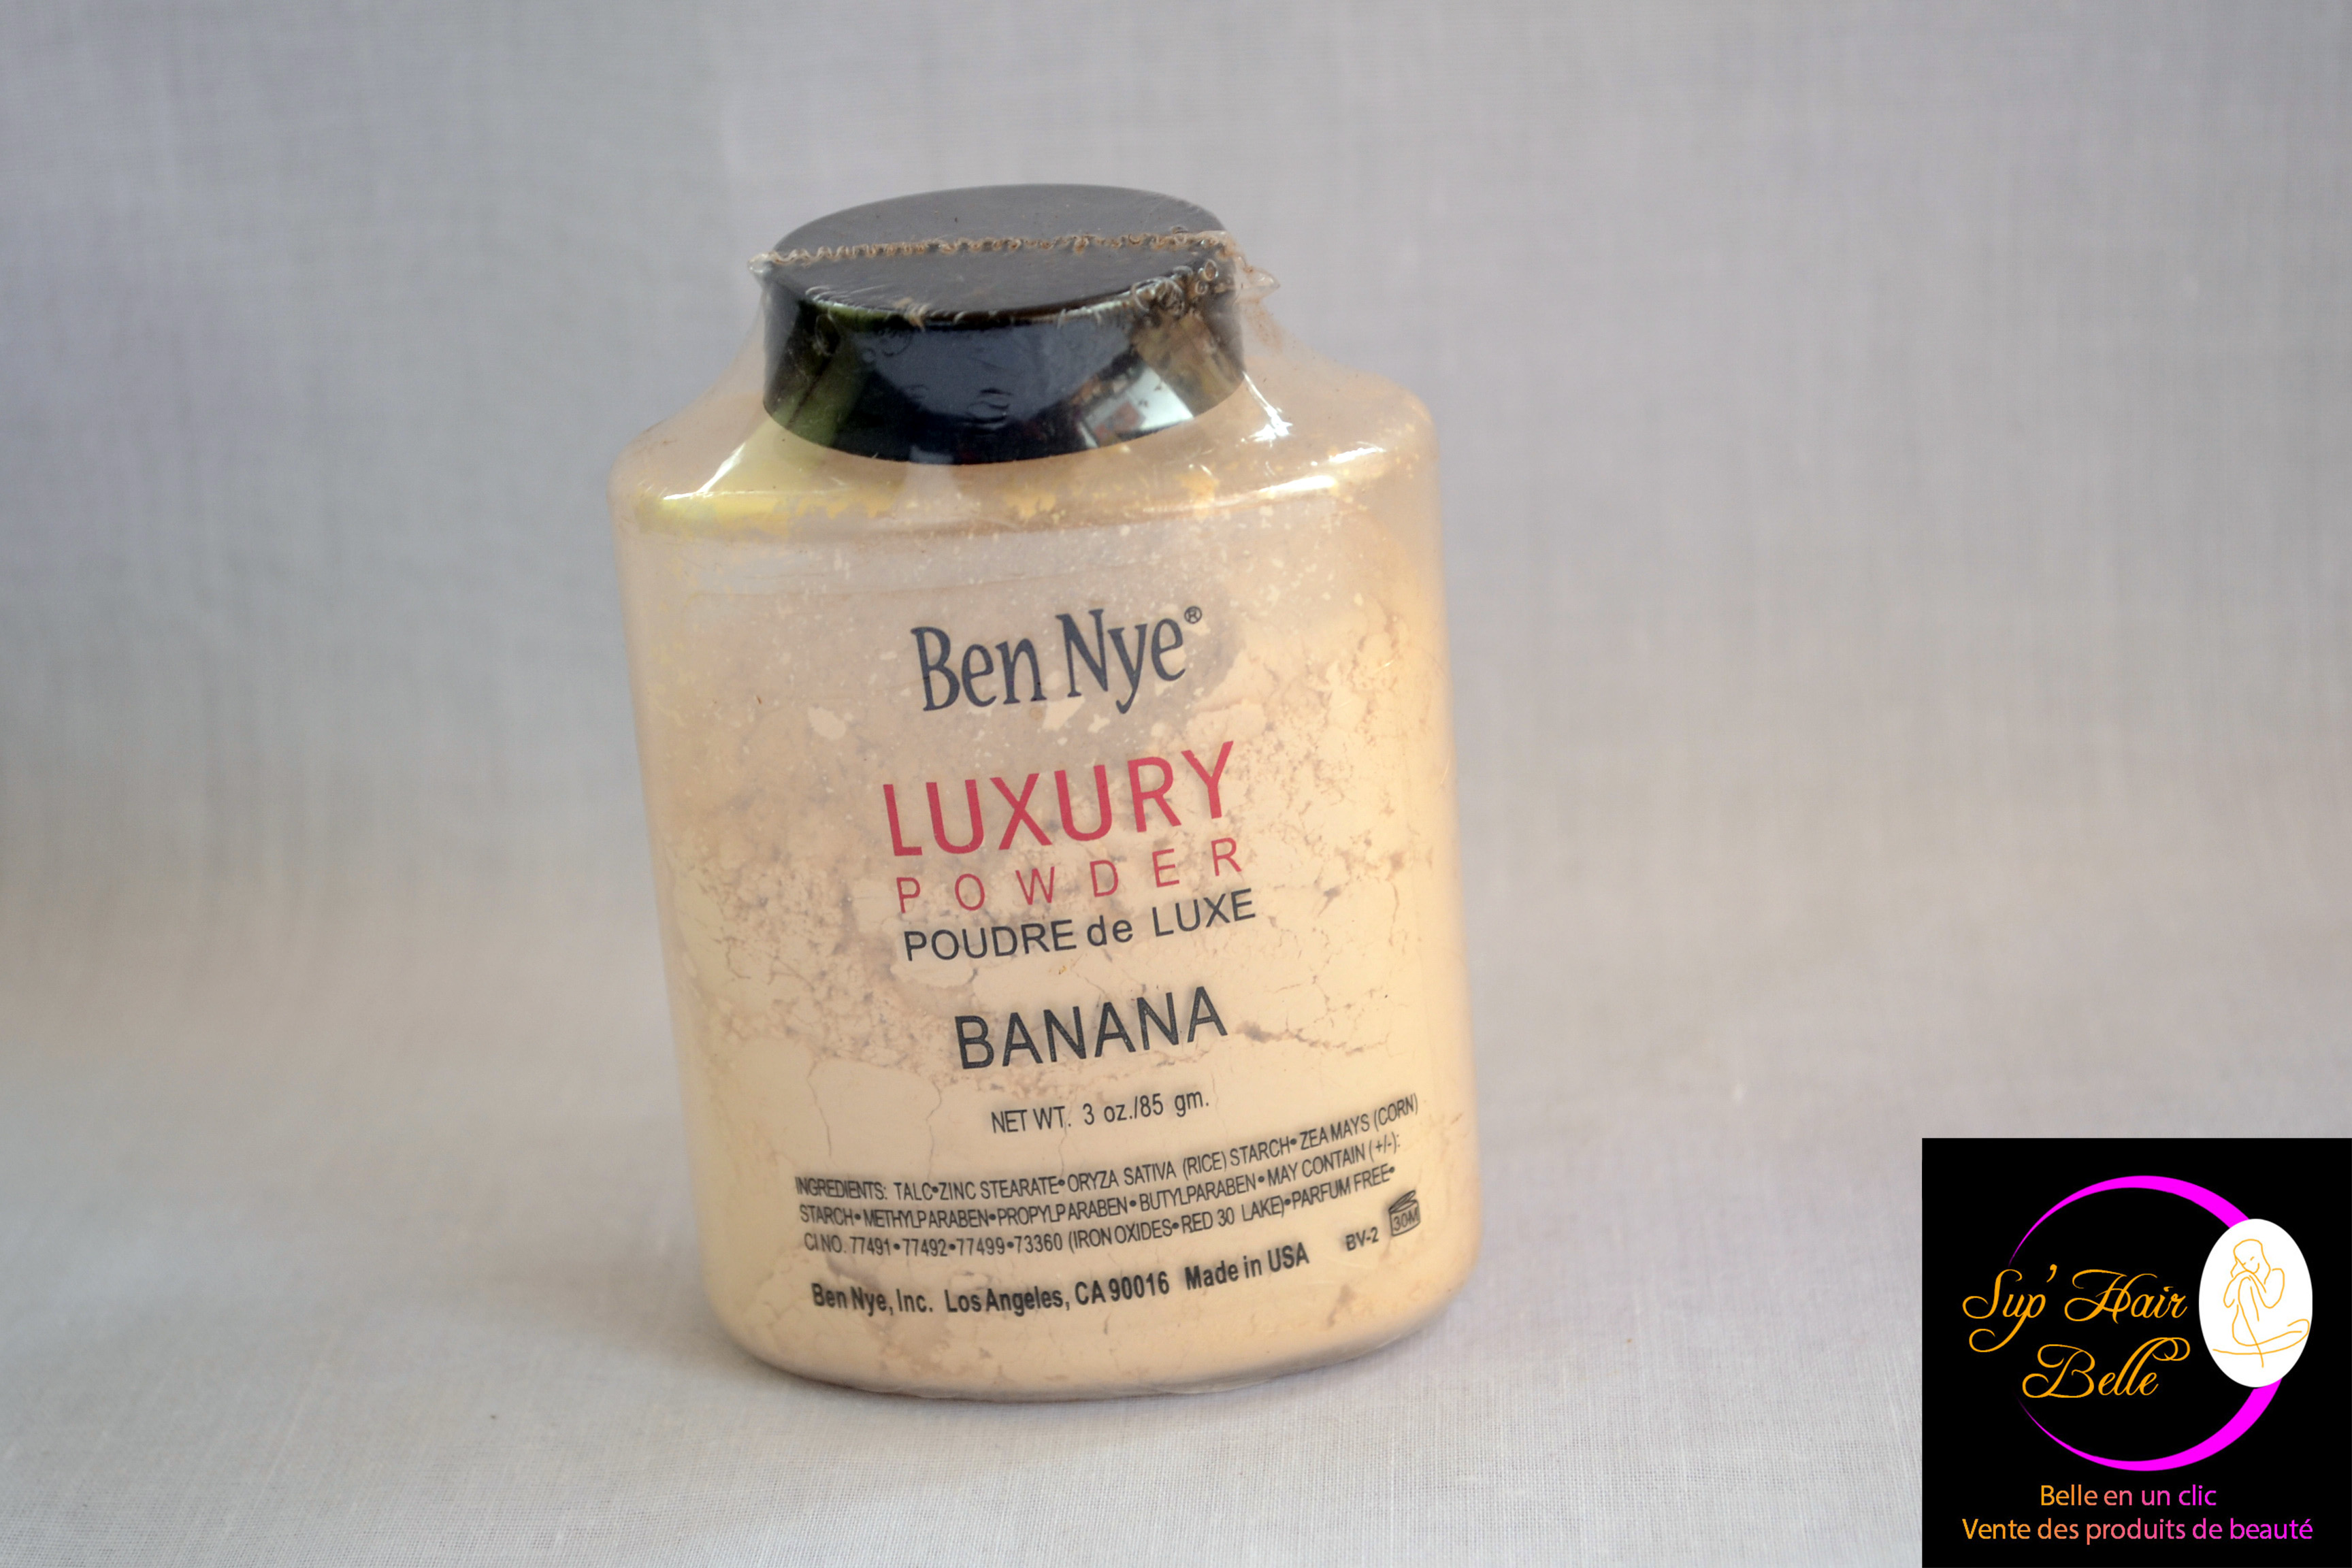 Ben Nye®
LUXURY
POWDER
POUDRE de LUXE
BANANA
NET WT. 3 oz./85 gm.
INGREDIENTS: TALC•ZINC STEARATE•ORYZA SATIVA (RICE) STARCH•ZEA MAYS (CORN)
STARCH•METHYLPARABEN•PROPYLPARABEN•BUTYLPARABEN•MAY CONTAIN (+/-):
CI NO. 77491•77492•77499•73360 (IRON OXIDES•RED 30 LAKE)•PARFUM FREE•
BV-2 30M
Ben Nye, Inc. Los Angeles, CA 90016 Made in USA
Sup' Hair
Belle
Belle en un clic
Vente des produits de beauté